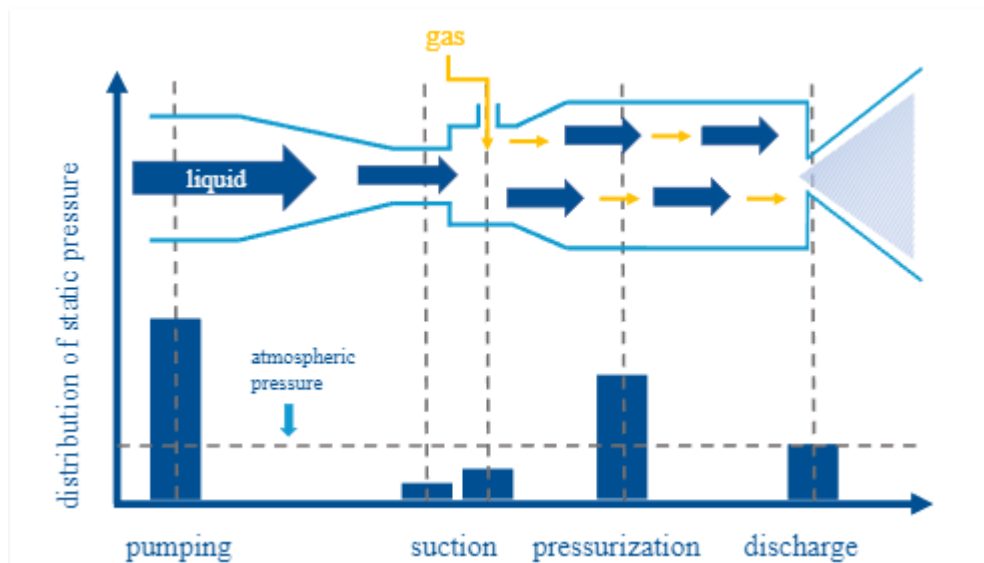 gas
liquid
distribution of static pressure
atmospheric
pressure
pumping
suction
pressurization
discharge